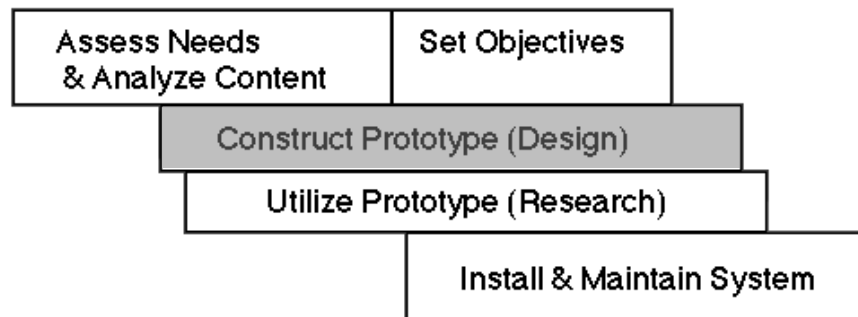 Assess Needs
& Analyze Content
Set Objectives
Construct Prototype (Design)
Utilize Prototype (Research)
Install & Maintain System